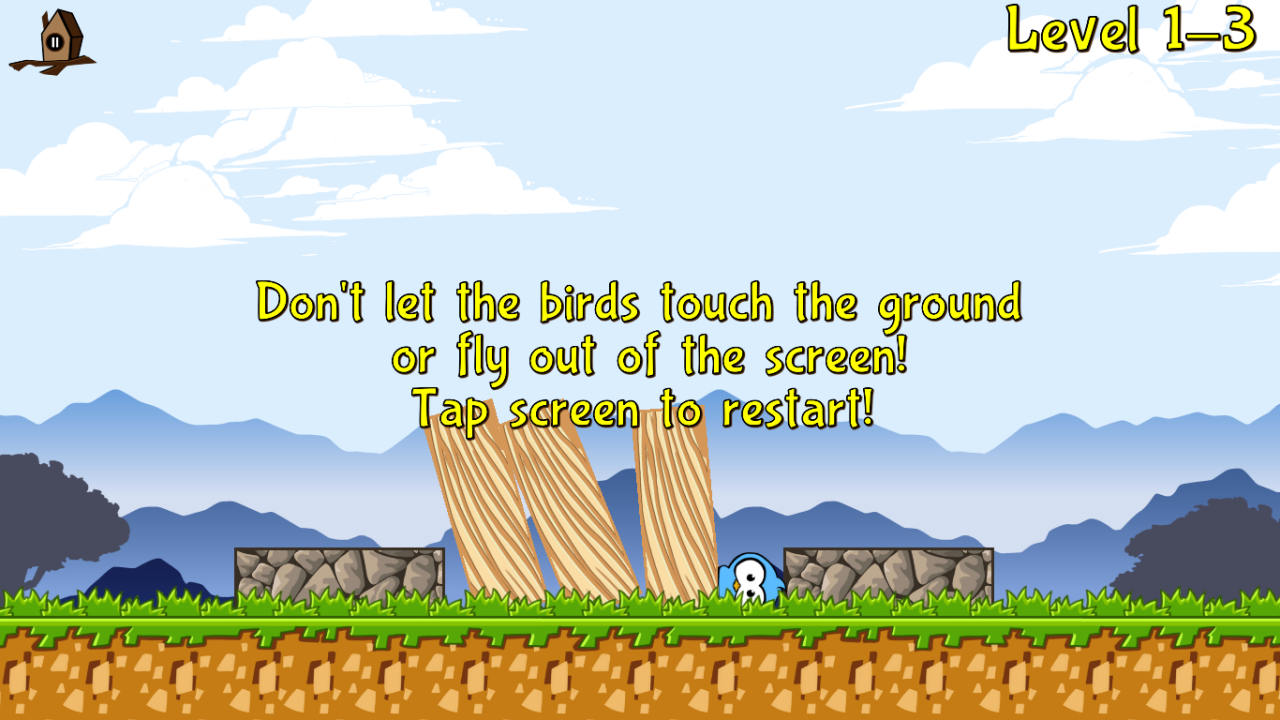 Level 1-3
Don't let the birds touch the ground
or fly out of the screen!
Tap screen to restart!